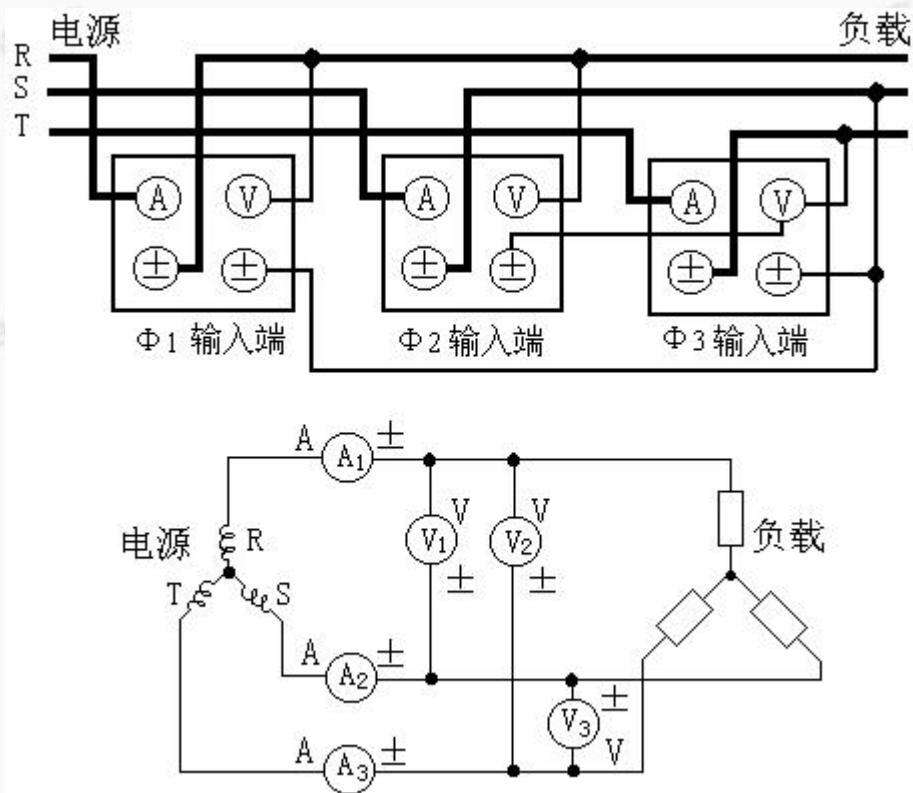 电源 负载
R
S
T
A V A V A V
± ± ± ± ± ±
Φ1 输入端 Φ2 输入端 Φ3 输入端
A A₁ ±
V V
电源 R V₁ V₂ 负载
± ±
T S
A A₂ ±
V₃ ±
A A₃ ± V